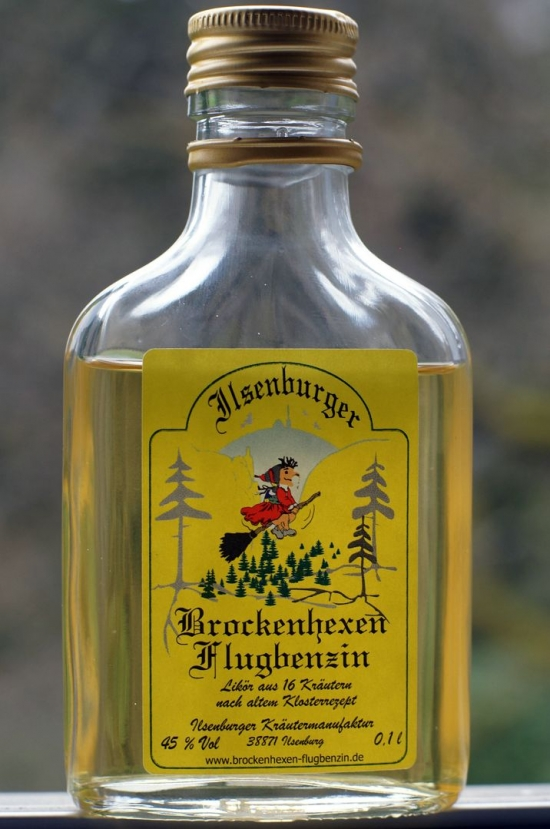 Ilsenburger
Brockenhexen
Flugbenzin
Likör aus 16 Kräutern
nach altem Klosterrezept
Ilsenburger Kräutermanufaktur
45 % Vol 38871 Ilsenburg 0,1 l
www.brockenhexen-flugbenzin.de